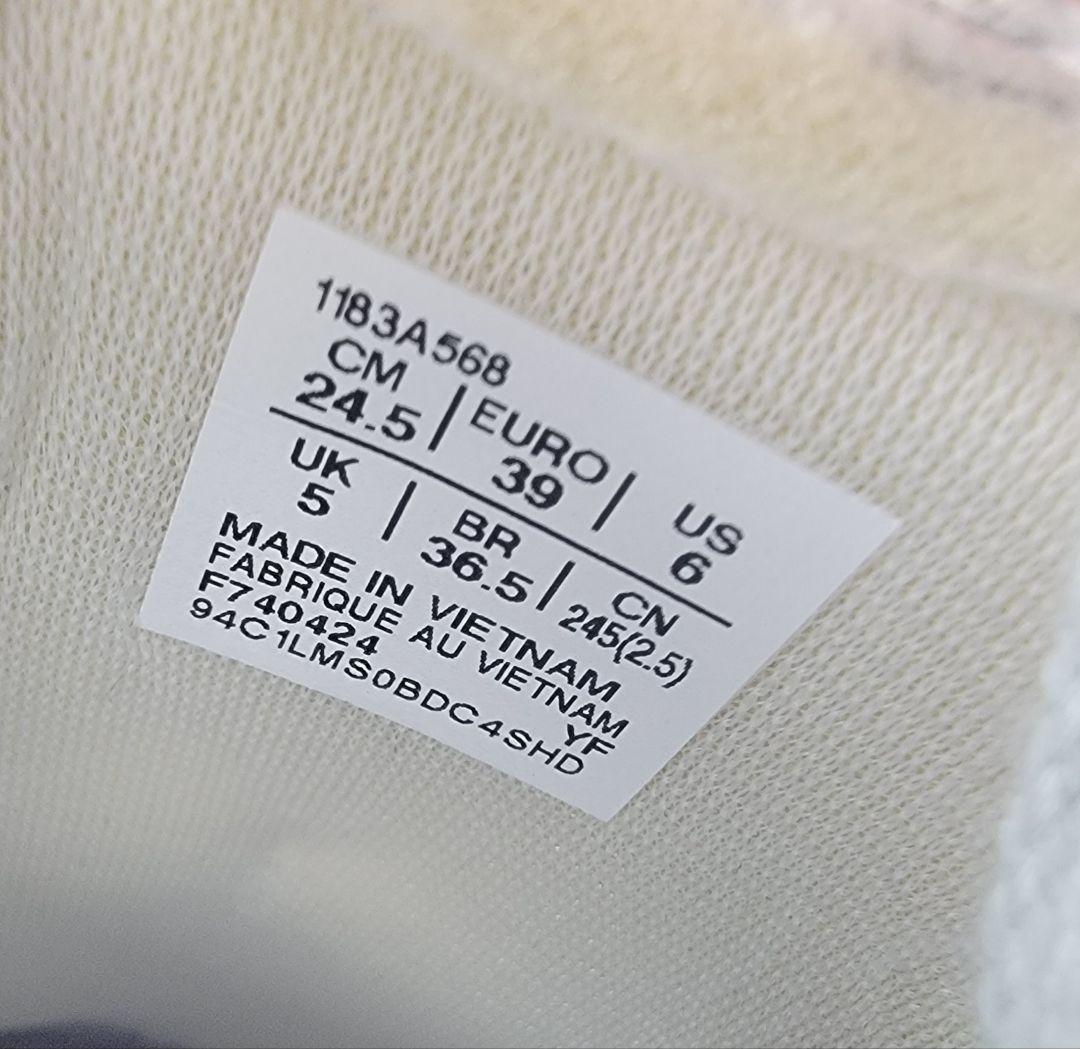 1183A568
CM | EURO | US
24.5 39 6
UK | BR | CN
5 36.5 245(2.5)
MADE IN VIETNAM
FABRIQUE AU VIETNAM
F740424 YF
94C1LMS0BDC4SHD